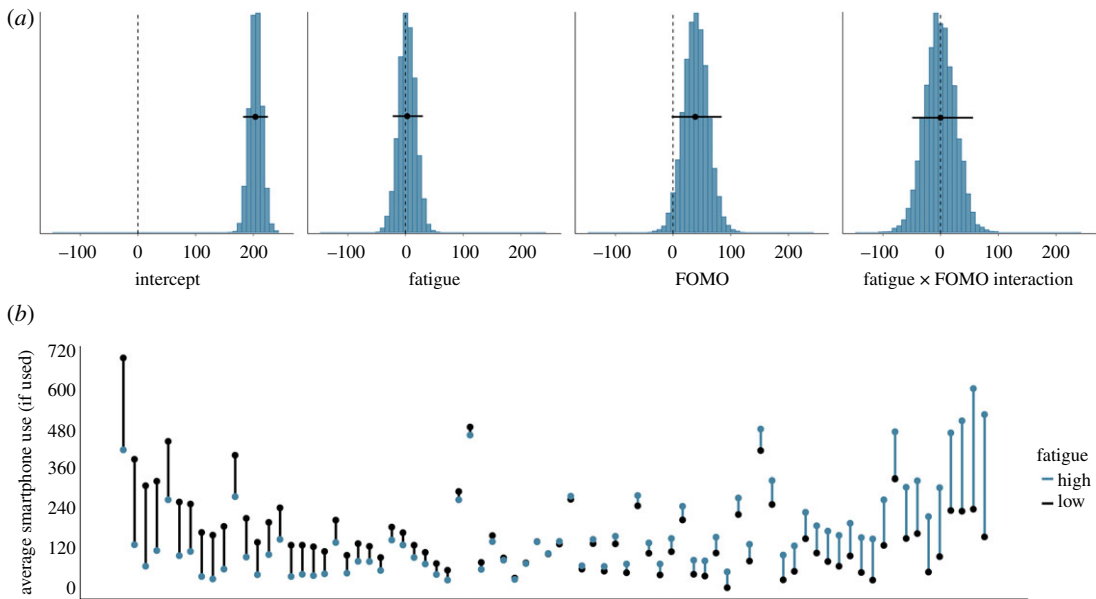 (a)
−100 0 100 200 −100 0 100 200 −100 0 100 200 −100 0 100 200
intercept fatigue FOMO fatigue × FOMO interaction
(b)
average smartphone use (if used)
720
600
480
360
240
120
0
fatigue
high
low